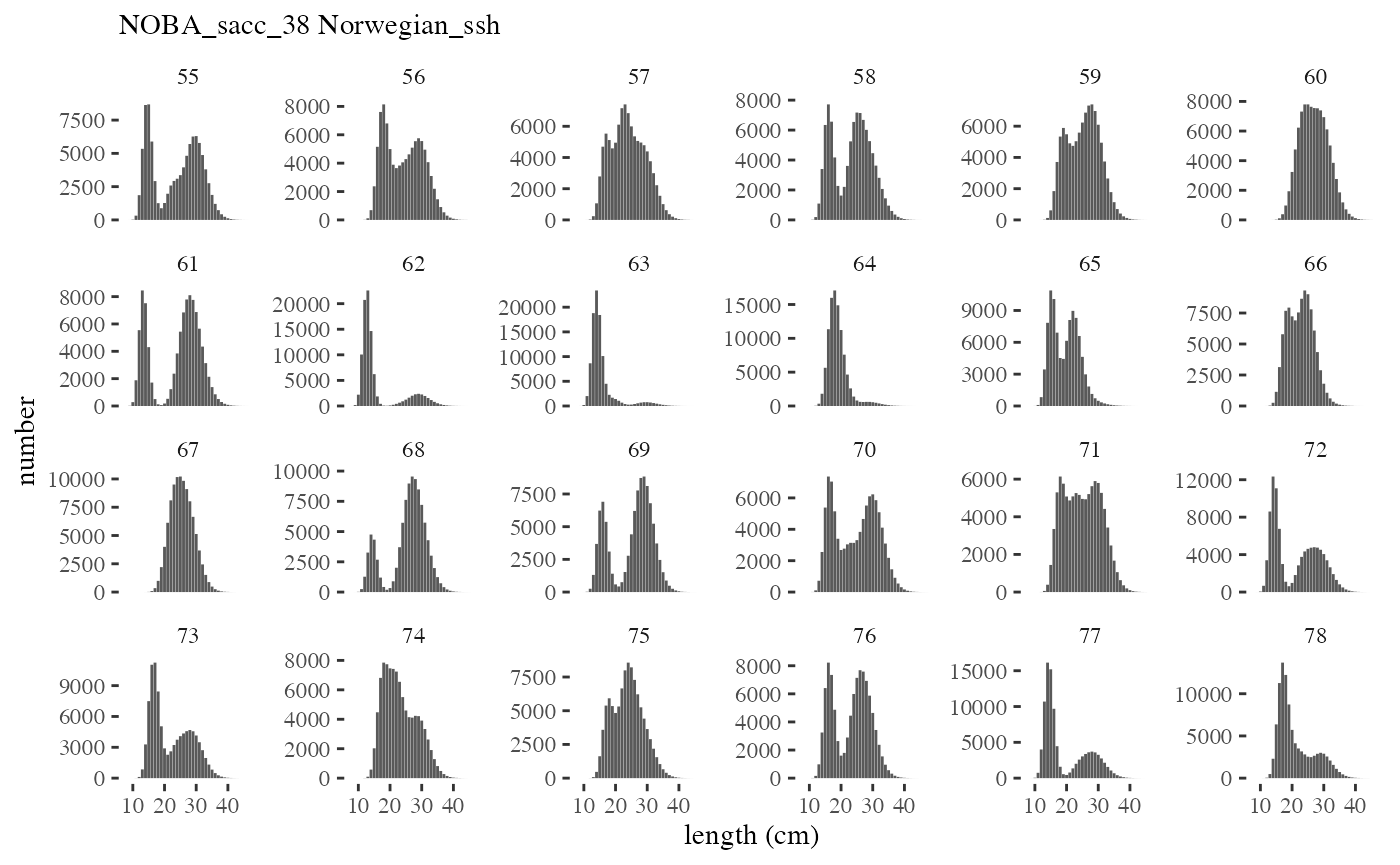 NOBA_sacc_38 Norwegian_ssh
55 56 57 58 59 60
7500 8000 6000 8000 6000 8000
5000 6000 4000 6000 4000 6000
2500 4000 2000 4000 2000 4000
0 2000 0 2000 0 2000
0 0 0
61 62 63 64 65 66
8000 20000 20000 15000 9000 7500
6000 15000 15000 10000 6000 5000
4000 10000 10000 5000 3000 2500
2000 5000 5000 0 0 0
0 0 0
number
67 68 69 70 71 72
10000 10000 7500 6000 6000 12000
7500 7500 5000 4000 4000 8000
5000 5000 2500 2000 2000 4000
2500 2500 0 0 0 0
0 0
73 74 75 76 77 78
9000 8000 7500 8000 15000 10000
6000 6000 5000 6000 10000 5000
3000 4000 2500 4000 5000 0
0 2000 0 2000 0
0 0
10 20 30 40 10 20 30 40 10 20 30 40 10 20 30 40 10 20 30 40 10 20 30 40
length (cm)